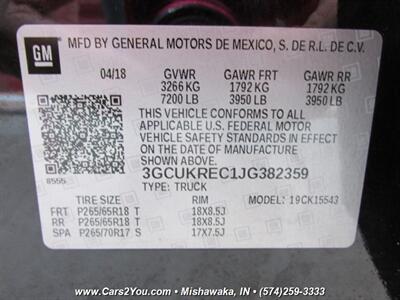 GM
MFD BY GENERAL MOTORS DE MEXICO, S. DE R.L. DE C.V.
04/18 GVWR GAWR FRT GAWR RR
3266 KG 1792 KG 1792 KG
7200 LB 3950 LB 3950 LB
THIS VEHICLE CONFORMS TO ALL
APPLICABLE U.S. FEDERAL MOTOR
VEHICLE SAFETY STANDARDS IN
EFFECT ON THE DATE OF
MANUFACTURE SHOWN ABOVE.
8555 3GCUKREC1JG382359
TYPE: TRUCK
TIRE SIZE RIM MODEL: 19CK15543
FRT P265/65R18 T 18X8.5J
RR P265/65R18 T 18X8.5J
SPA P265/70R17 S 17X7.5J
www.Cars2You.com - Mishawaka, IN - (574)259-3333